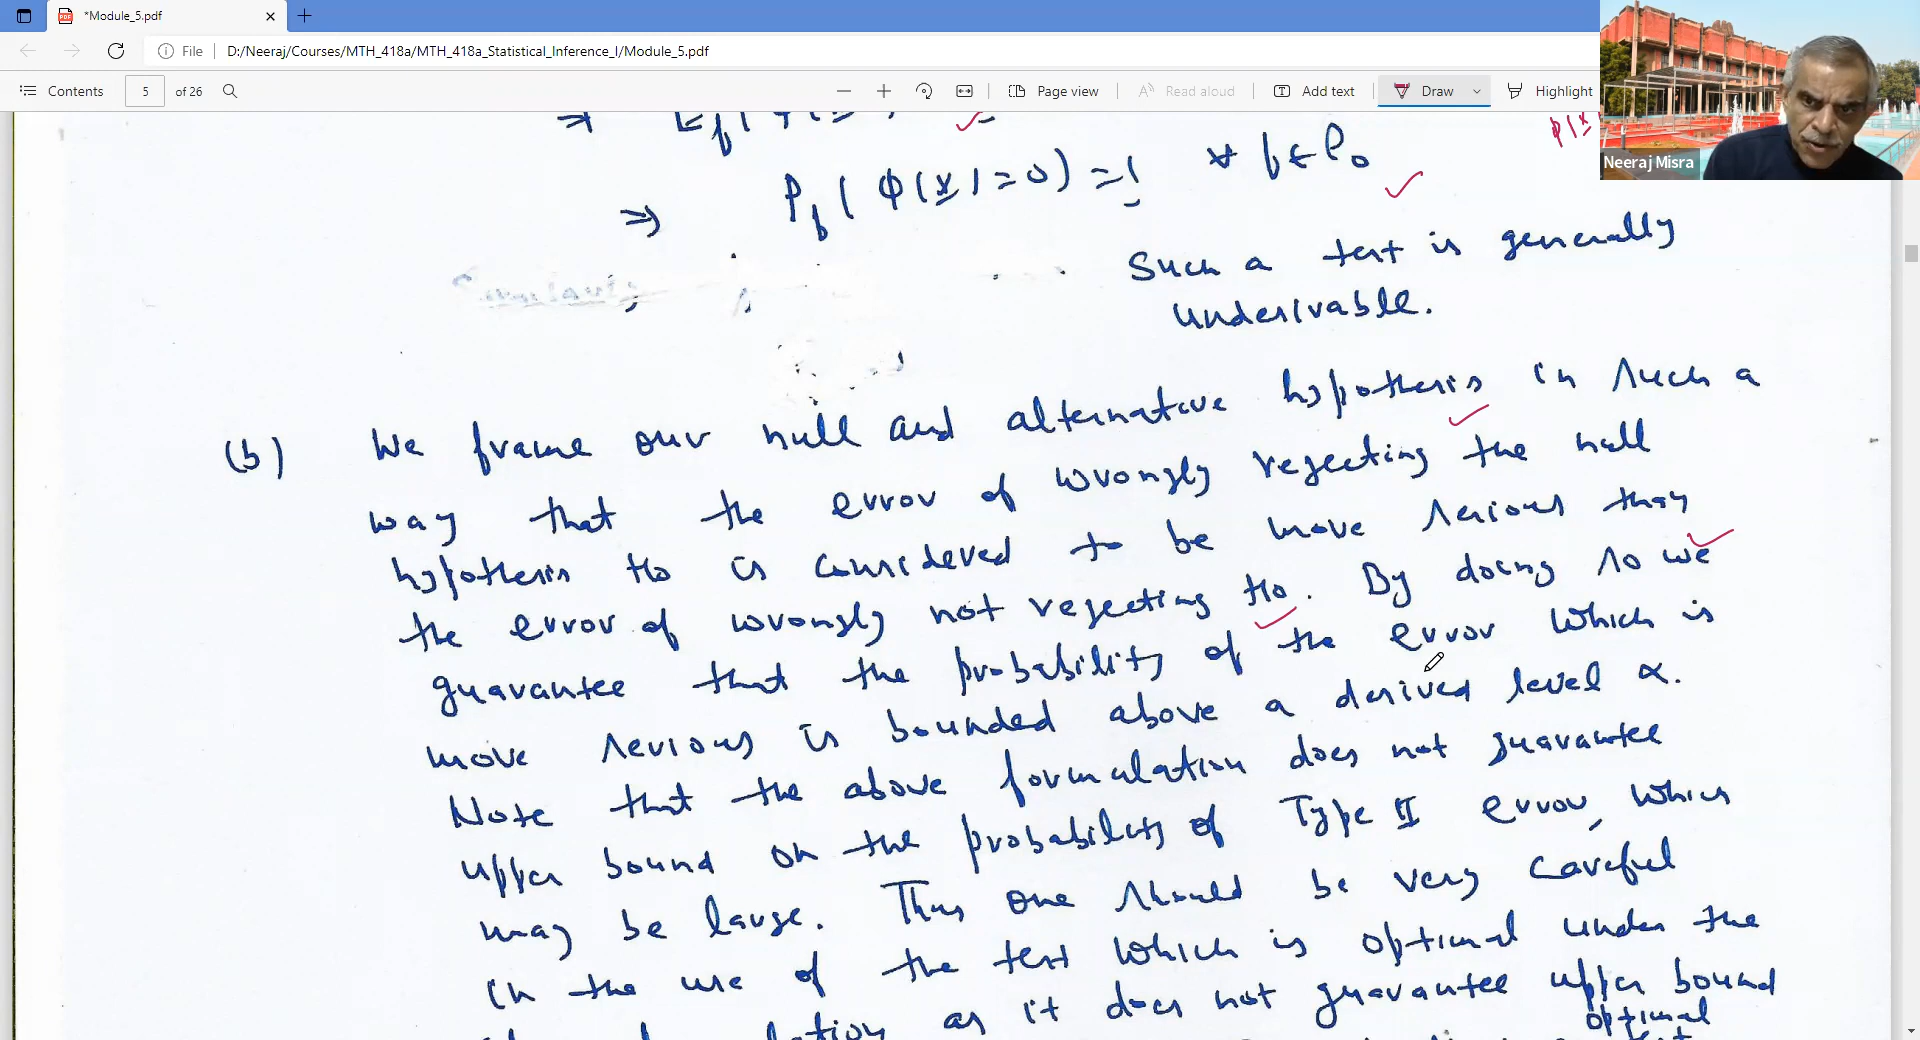 *Module_5.pdf
File D:/Neeraj/Courses/MTH_418a/MTH_418a_Statistical_Inference_I/Module_5.pdf
Contents 5 of 26 Page view Read aloud Add text Draw Highlight
Neeraj Misra
⇒ P_f(ϕ(X)=0)=1 ∀ f∈P₀
Such a test is generally
undesirable.
(b) We frame our null and alternative hypothesis in such a
way that the error of wrongly rejecting the null
hypothesis H₀ is considered to be more serious than
the error of wrongly not rejecting H₀. By doing so we
guarantee that the probability of the error which is
more serious is bounded above a desired level α.
Note that the above formulation does not guarantee
upper bound on the probability of Type II error, which
may be large. Thus one should be very careful
in the use of the test which is optimal under the
as it does not guarantee upper bound
optimal